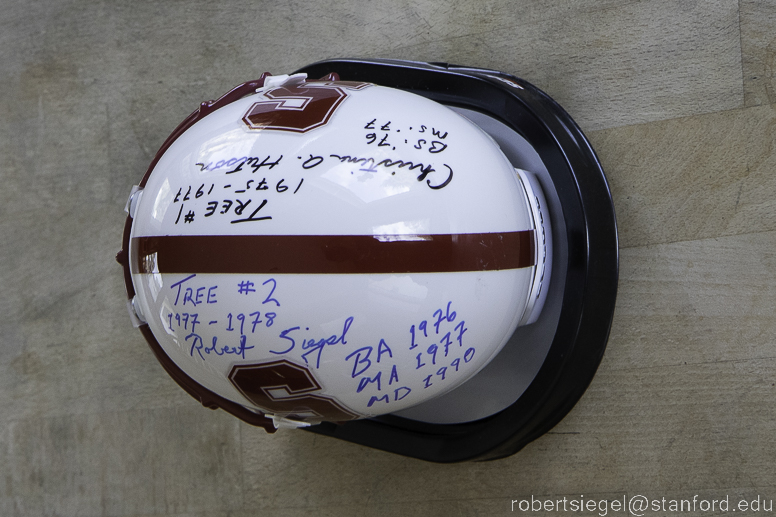 TREE #1
1975-1977
Christina A. Hutson
BS: '76
MS: '77
TREE #2
1977-1978
Robert Siegel
BA 1976
MA 1977
MD 1990
S
S
robertsiegel@stanford.edu